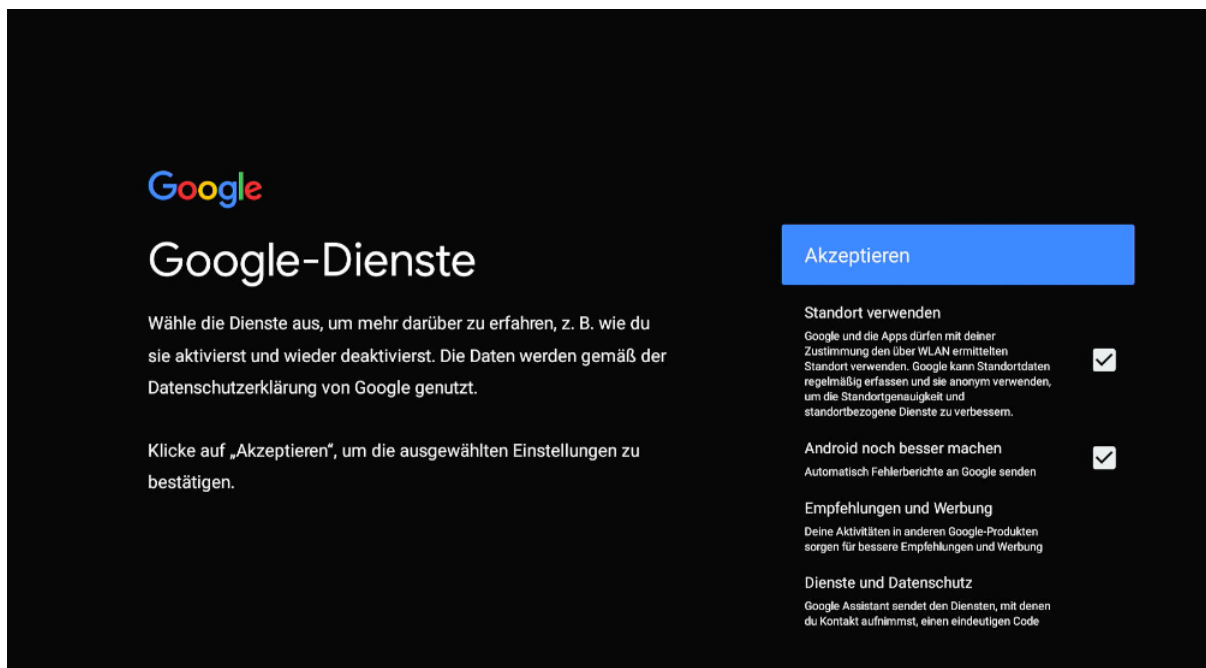 Google
Google-Dienste
Wähle die Dienste aus, um mehr darüber zu erfahren, z. B. wie du
sie aktivierst und wieder deaktivierst. Die Daten werden gemäß der
Datenschutzerklärung von Google genutzt.
Klicke auf „Akzeptieren“, um die ausgewählten Einstellungen zu
bestätigen.
Akzeptieren
Standort verwenden
Google und die Apps dürfen mit deiner
Zustimmung den über WLAN ermittelten
Standort verwenden. Google kann Standortdaten
regelmäßig erfassen und sie anonym verwenden,
um die Standortgenauigkeit und
standortbezogene Dienste zu verbessern.
Android noch besser machen
Automatisch Fehlerberichte an Google senden
Empfehlungen und Werbung
Deine Aktivitäten in anderen Google-Produkten
sorgen für bessere Empfehlungen und Werbung
Dienste und Datenschutz
Google Assistant sendet den Diensten, mit denen
du Kontakt aufnimmst, einen eindeutigen Code